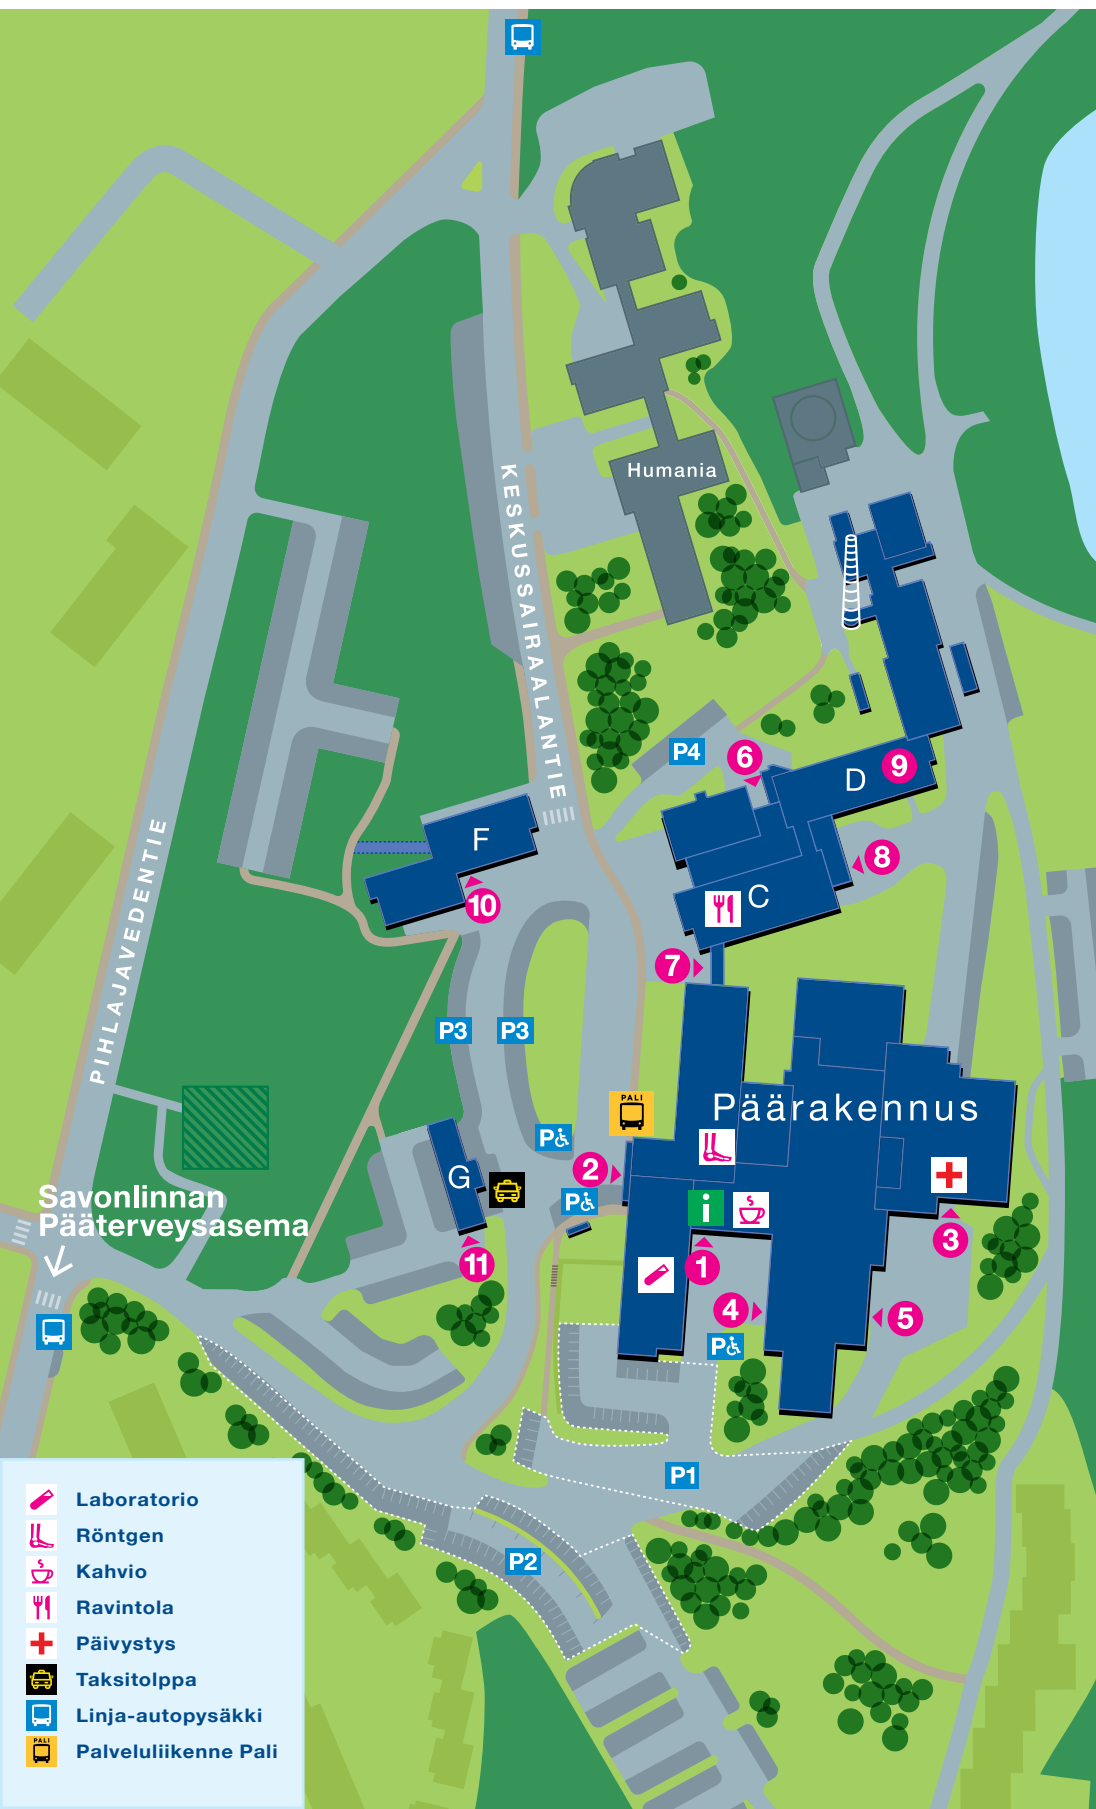 KESKUSSAIRAALANTIE
Humania
P4
6
D
9
F
8
10
C
7
PIHLAJAVEDENTIE
P3
P3
PALI
Päärakennus
P
2
G
P
Savonlinnan
Pääterveysasema
i
3
1
11
4
5
P
P1
P2
Laboratorio
Röntgen
Kahvio
Ravintola
Päivystys
Taksitolppa
Linja-autopysäkki
PALI
Palveluliikenne Pali